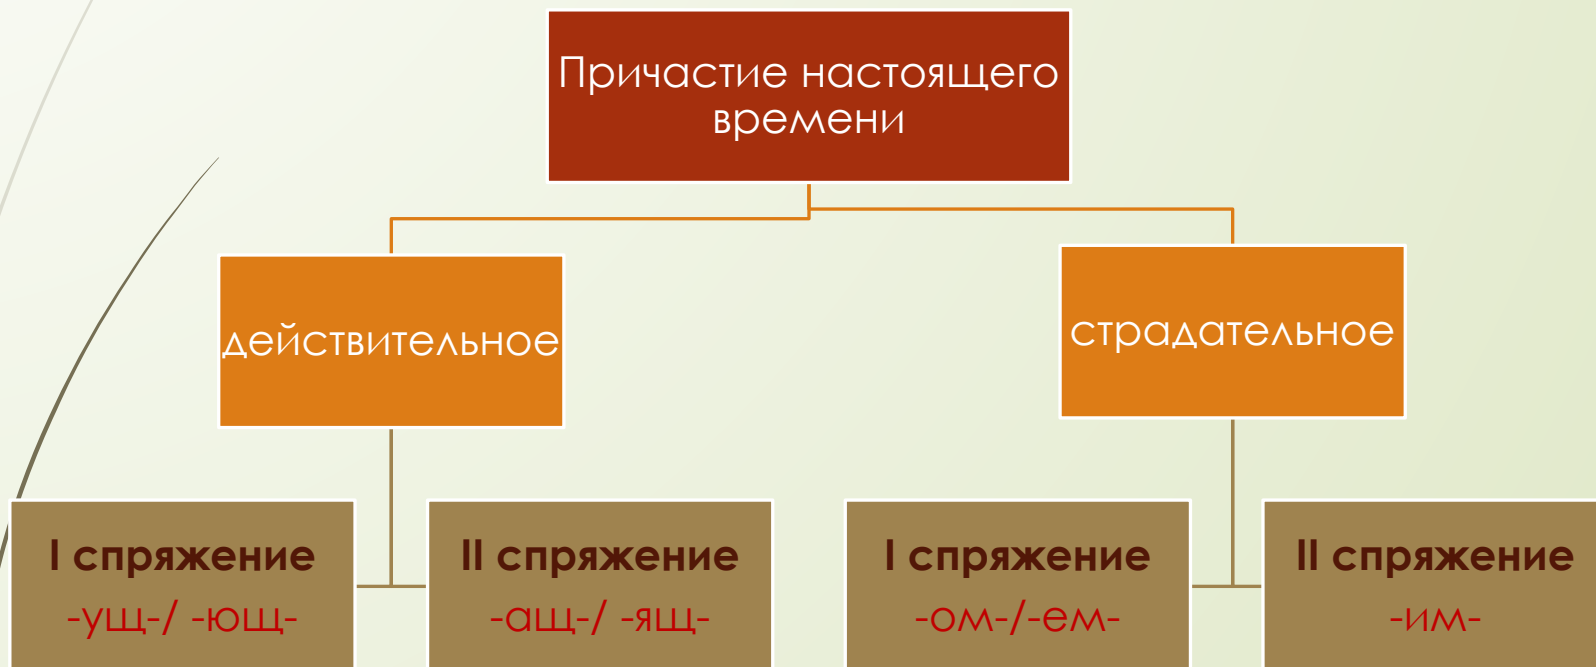 Причастие настоящего
времени
действительное
страдательное
I спряжение
-ущ-/ -ющ-
II спряжение
-ащ-/ -ящ-
I спряжение
-ом-/-ем-
II спряжение
-им-